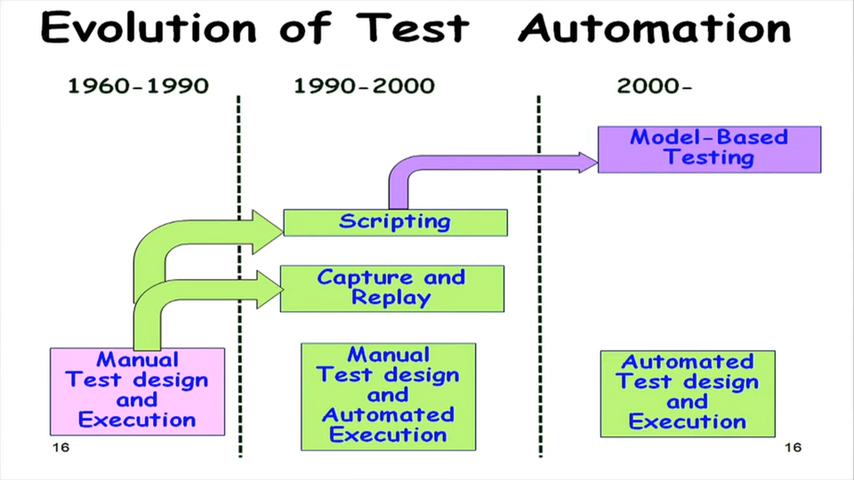 Evolution of Test Automation
1960-1990
1990-2000
2000-
Model-Based
Testing
Scripting
Capture and
Replay
Manual
Test design
and
Execution
Manual
Test design
and
Automated
Execution
Automated
Test design
and
Execution
16
16